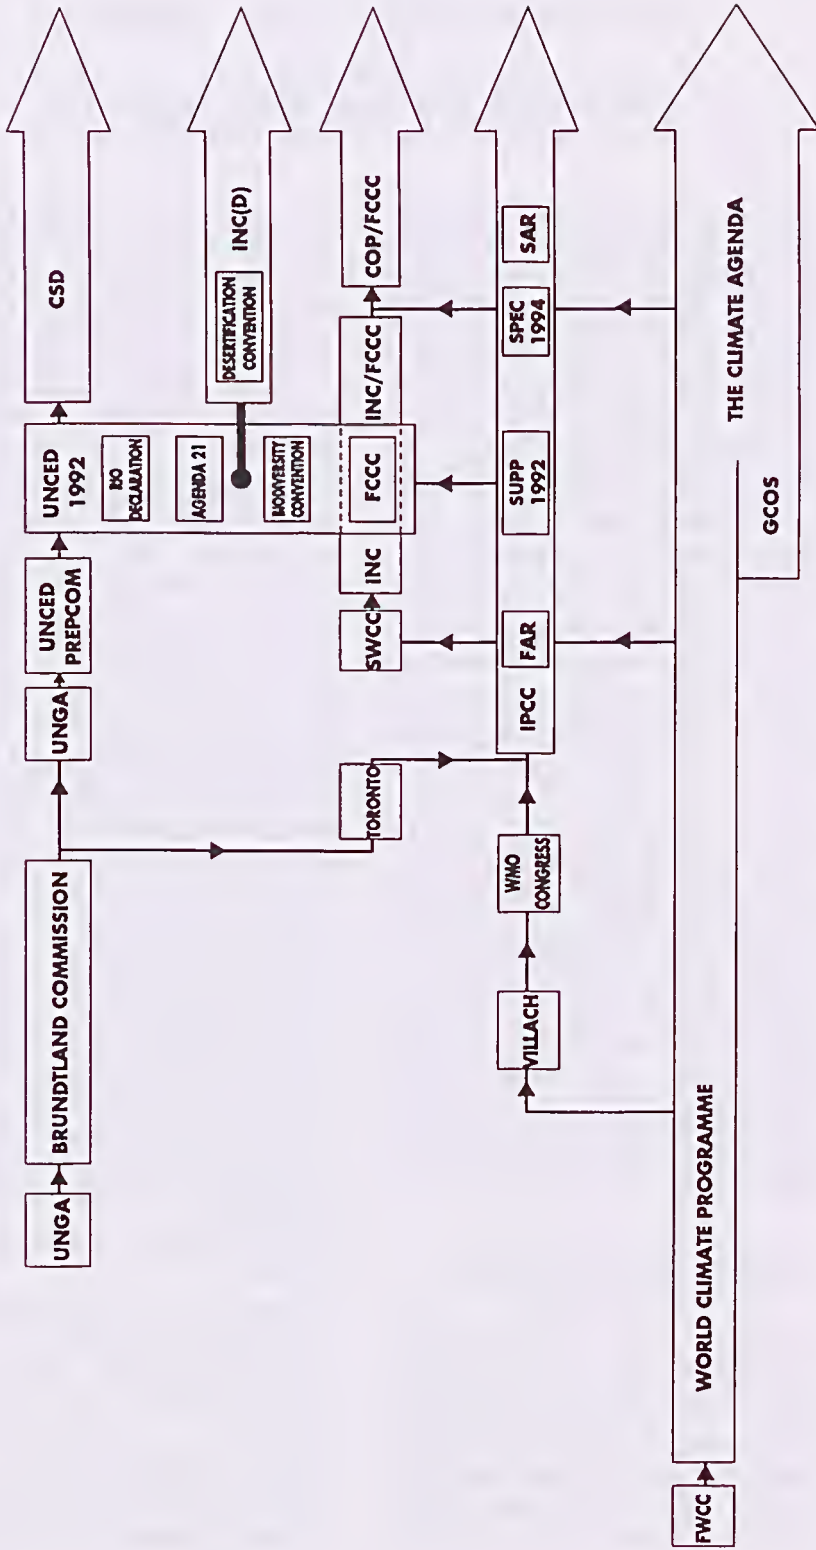 UNGA
BRUNDTLAND COMMISSION
UNGA
UNCED
PREPCOM
UNCED
1992
CSD
RIO
DECLARATION
AGENDA 21
BIODIVERSITY
CONVENTION
DESERTIFICATION
CONVENTION
INC(D)
TORONTO
SWCC
INC
FCCC
INC/FCCC
COP/FCCC
VILLACH
WMO
CONGRESS
IPCC
FAR
SUPP
1992
SPEC
1994
SAR
FWCC
WORLD CLIMATE PROGRAMME
THE CLIMATE AGENDA
GCOS